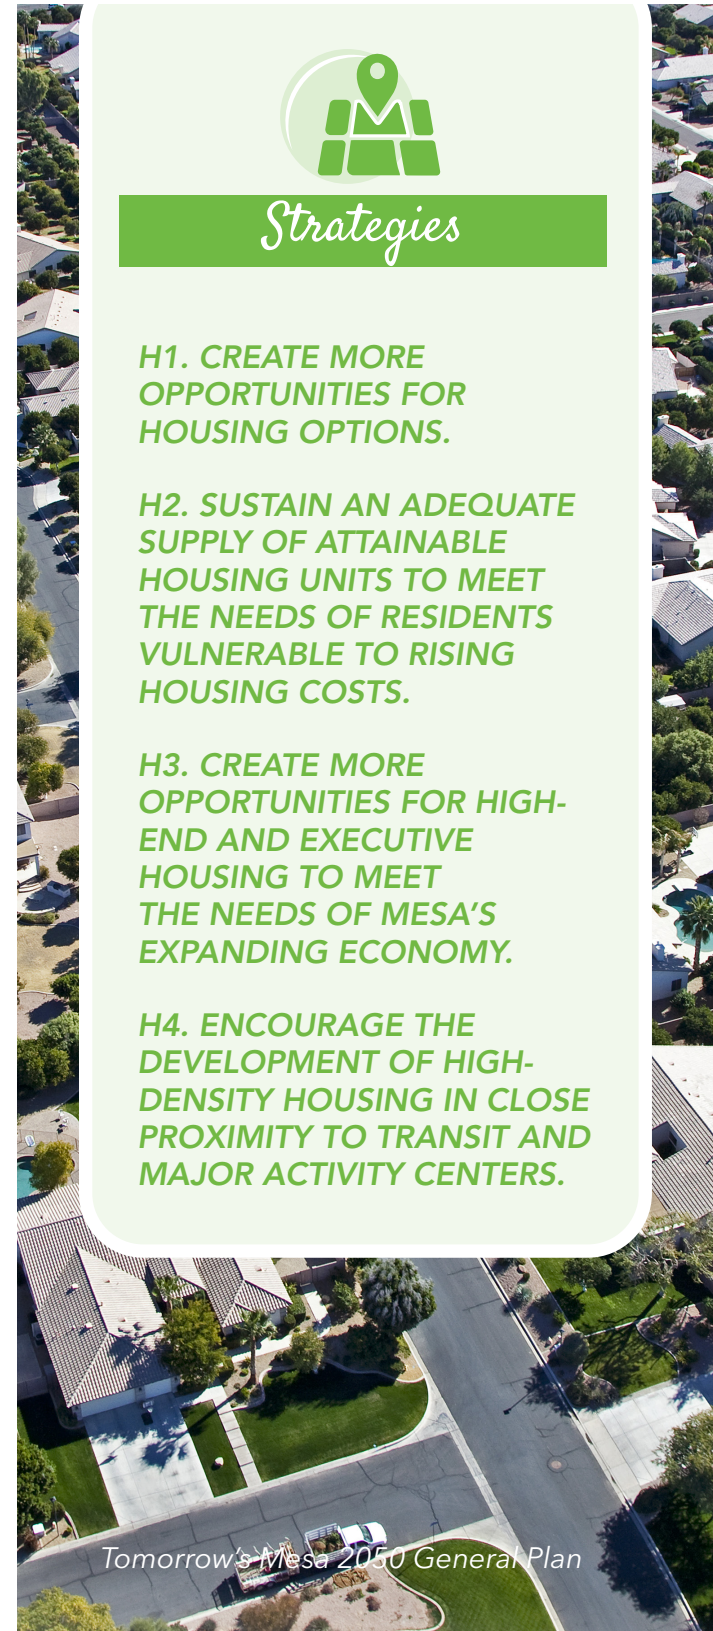 Strategies
H1. CREATE MORE
OPPORTUNITIES FOR
HOUSING OPTIONS.
H2. SUSTAIN AN ADEQUATE
SUPPLY OF ATTAINABLE
HOUSING UNITS TO MEET
THE NEEDS OF RESIDENTS
VULNERABLE TO RISING
HOUSING COSTS.
H3. CREATE MORE
OPPORTUNITIES FOR HIGH-
END AND EXECUTIVE
HOUSING TO MEET
THE NEEDS OF MESA’S
EXPANDING ECONOMY.
H4. ENCOURAGE THE
DEVELOPMENT OF HIGH-
DENSITY HOUSING IN CLOSE
PROXIMITY TO TRANSIT AND
MAJOR ACTIVITY CENTERS.
Tomorrow’s Mesa 2050 General Plan